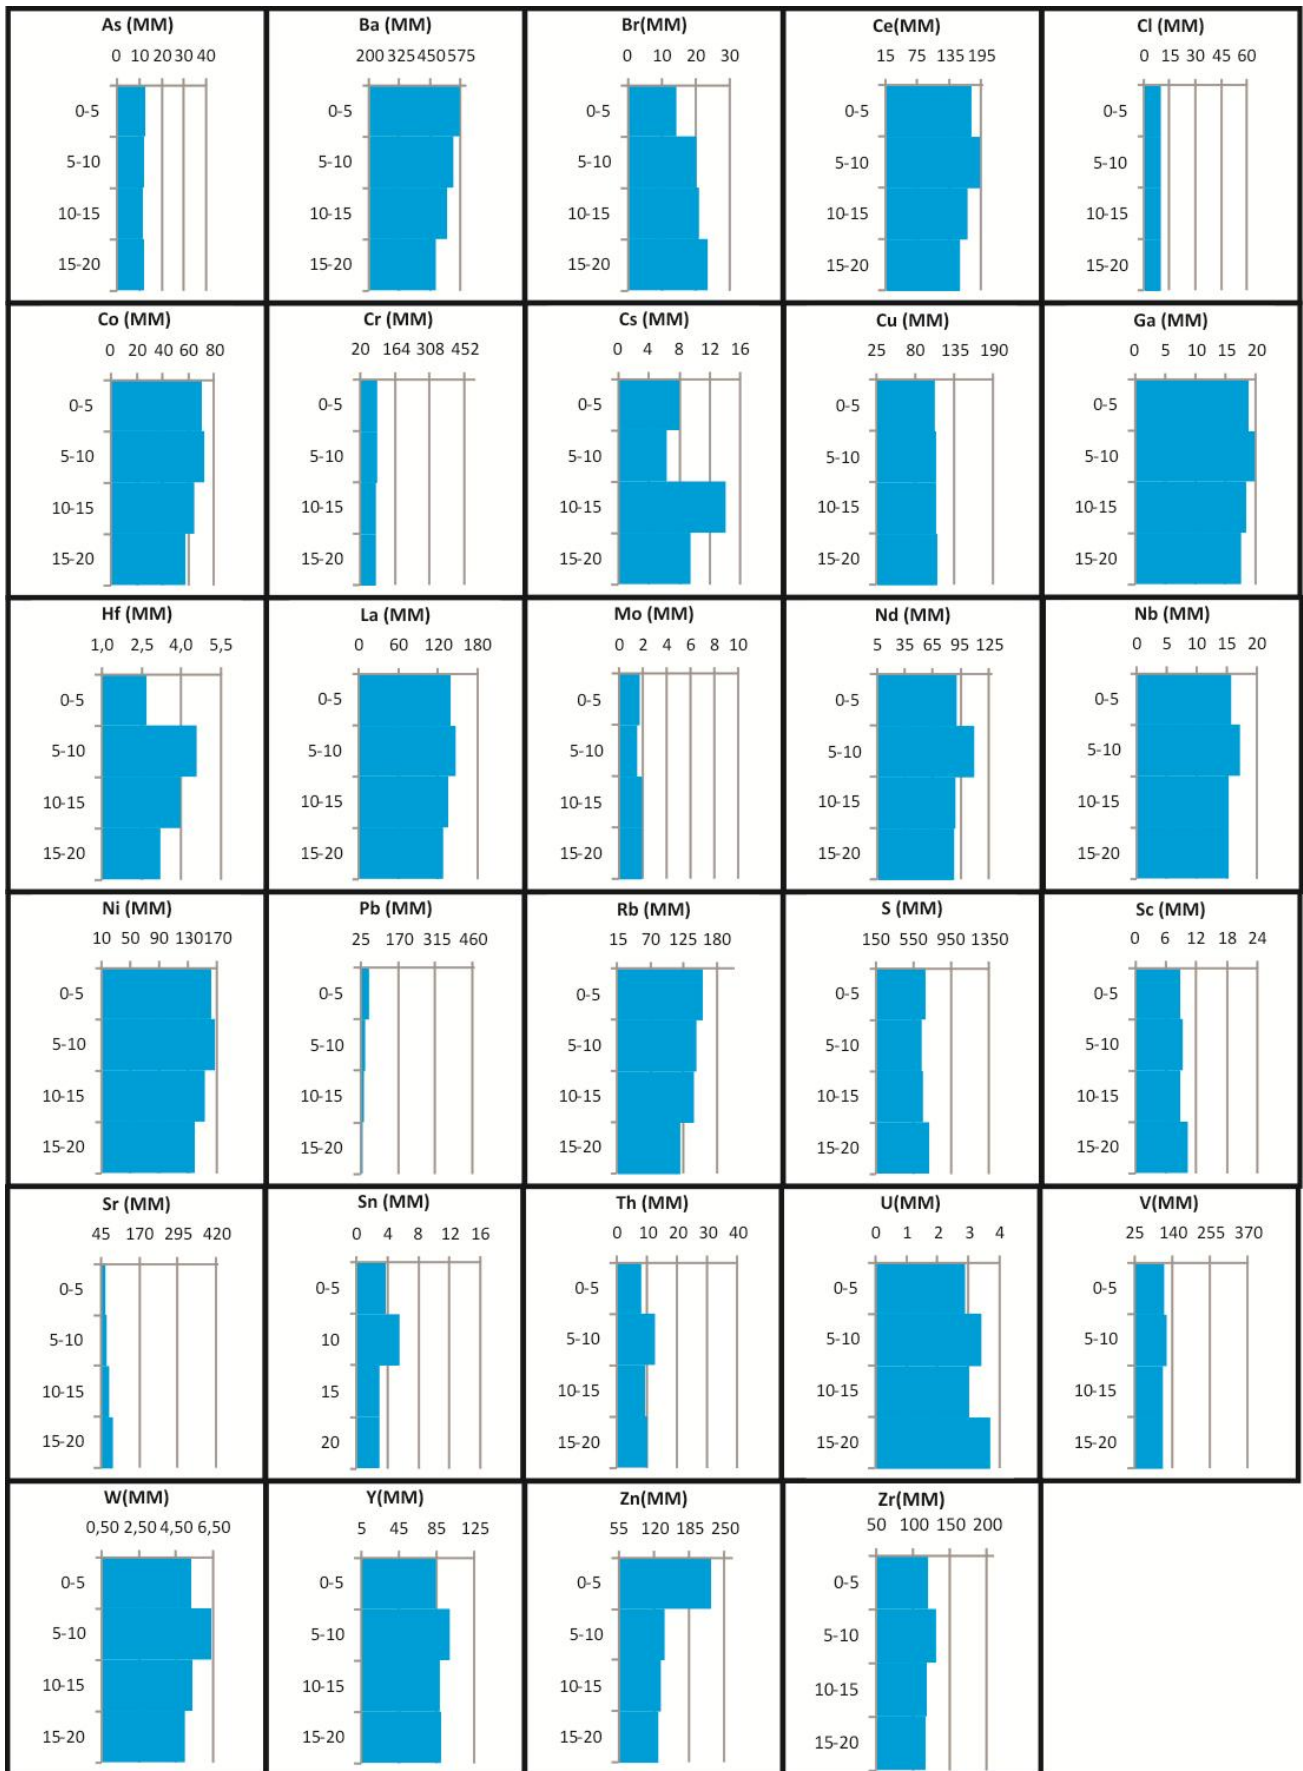 As (MM)
0 10 20 30 40
0-5
5-10
10-15
15-20
Ba (MM)
200 325 450 575
0-5
5-10
10-15
15-20
Br(MM)
0 10 20 30
0-5
5-10
10-15
15-20
Ce(MM)
15 75 135 195
0-5
5-10
10-15
15-20
Cl (MM)
0 15 30 45 60
0-5
5-10
10-15
15-20
Co (MM)
0 20 40 60 80
0-5
5-10
10-15
15-20
Cr (MM)
20 164 308 452
0-5
5-10
10-15
15-20
Cs (MM)
0 4 8 12 16
0-5
5-10
10-15
15-20
Cu (MM)
25 80 135 190
0-5
5-10
10-15
15-20
Ga (MM)
0 5 10 15 20
0-5
5-10
10-15
15-20
Hf (MM)
1,0 2,5 4,0 5,5
0-5
5-10
10-15
15-20
La (MM)
0 60 120 180
0-5
5-10
10-15
15-20
Mo (MM)
0 2 4 6 8 10
0-5
5-10
10-15
15-20
Nd (MM)
5 35 65 95 125
0-5
5-10
10-15
15-20
Nb (MM)
0 5 10 15 20
0-5
5-10
10-15
15-20
Ni (MM)
10 50 90 130 170
0-5
5-10
10-15
15-20
Pb (MM)
25 170 315 460
0-5
5-10
10-15
15-20
Rb (MM)
15 70 125 180
0-5
5-10
10-15
15-20
S (MM)
150 550 950 1350
0-5
5-10
10-15
15-20
Sc (MM)
0 6 12 18 24
0-5
5-10
10-15
15-20
Sr (MM)
45 170 295 420
0-5
5-10
10-15
15-20
Sn (MM)
0 4 8 12 16
0-5
10
15
20
Th (MM)
0 10 20 30 40
0-5
5-10
10-15
15-20
U(MM)
0 1 2 3 4
0-5
5-10
10-15
15-20
V(MM)
25 140 255 370
0-5
5-10
10-15
15-20
W(MM)
0,50 2,50 4,50 6,50
0-5
5-10
10-15
15-20
Y(MM)
5 45 85 125
0-5
5-10
10-15
15-20
Zn(MM)
55 120 185 250
0-5
5-10
10-15
15-20
Zr(MM)
50 100 150 200
0-5
5-10
10-15
15-20